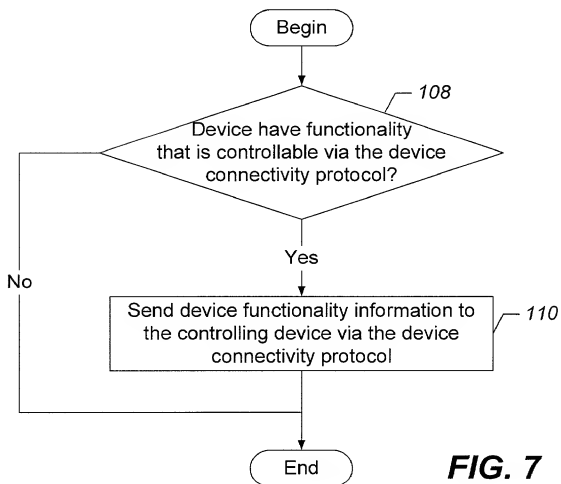 Begin
108
Device have functionality
that is controllable via the device
connectivity protocol?
Yes
No
Send device functionality information to
the controlling device via the device
connectivity protocol
110
End
FIG. 7